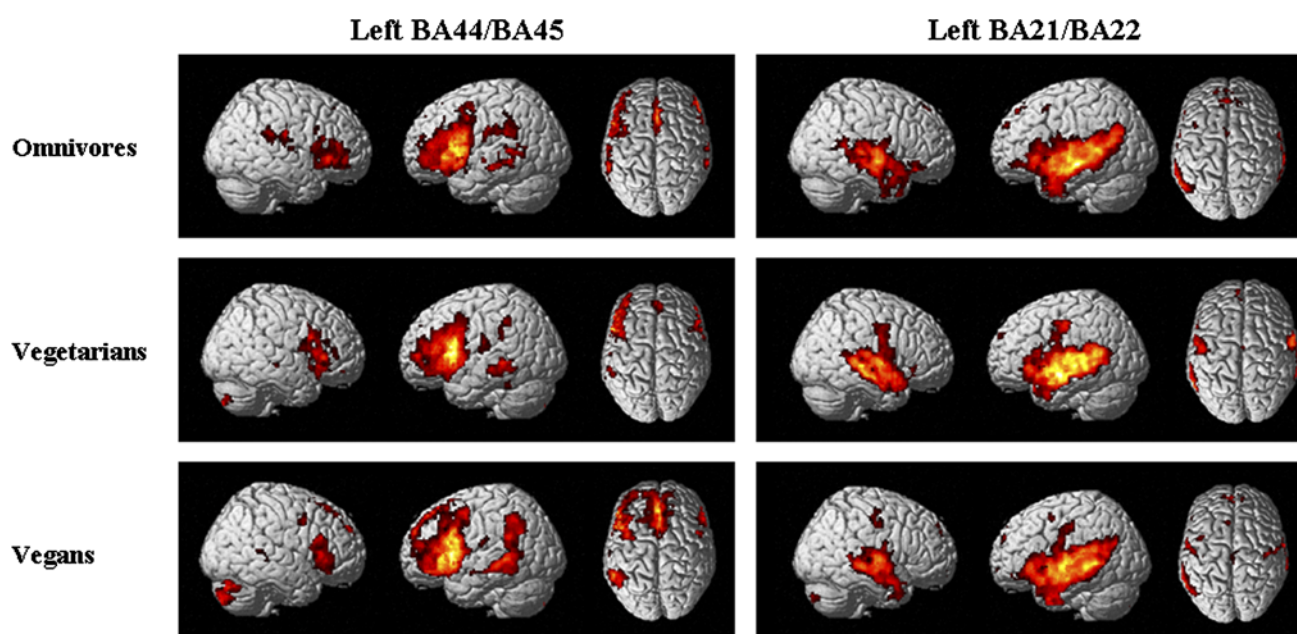 Left BA44/BA45
Left BA21/BA22
Omnivores
Vegetarians
Vegans